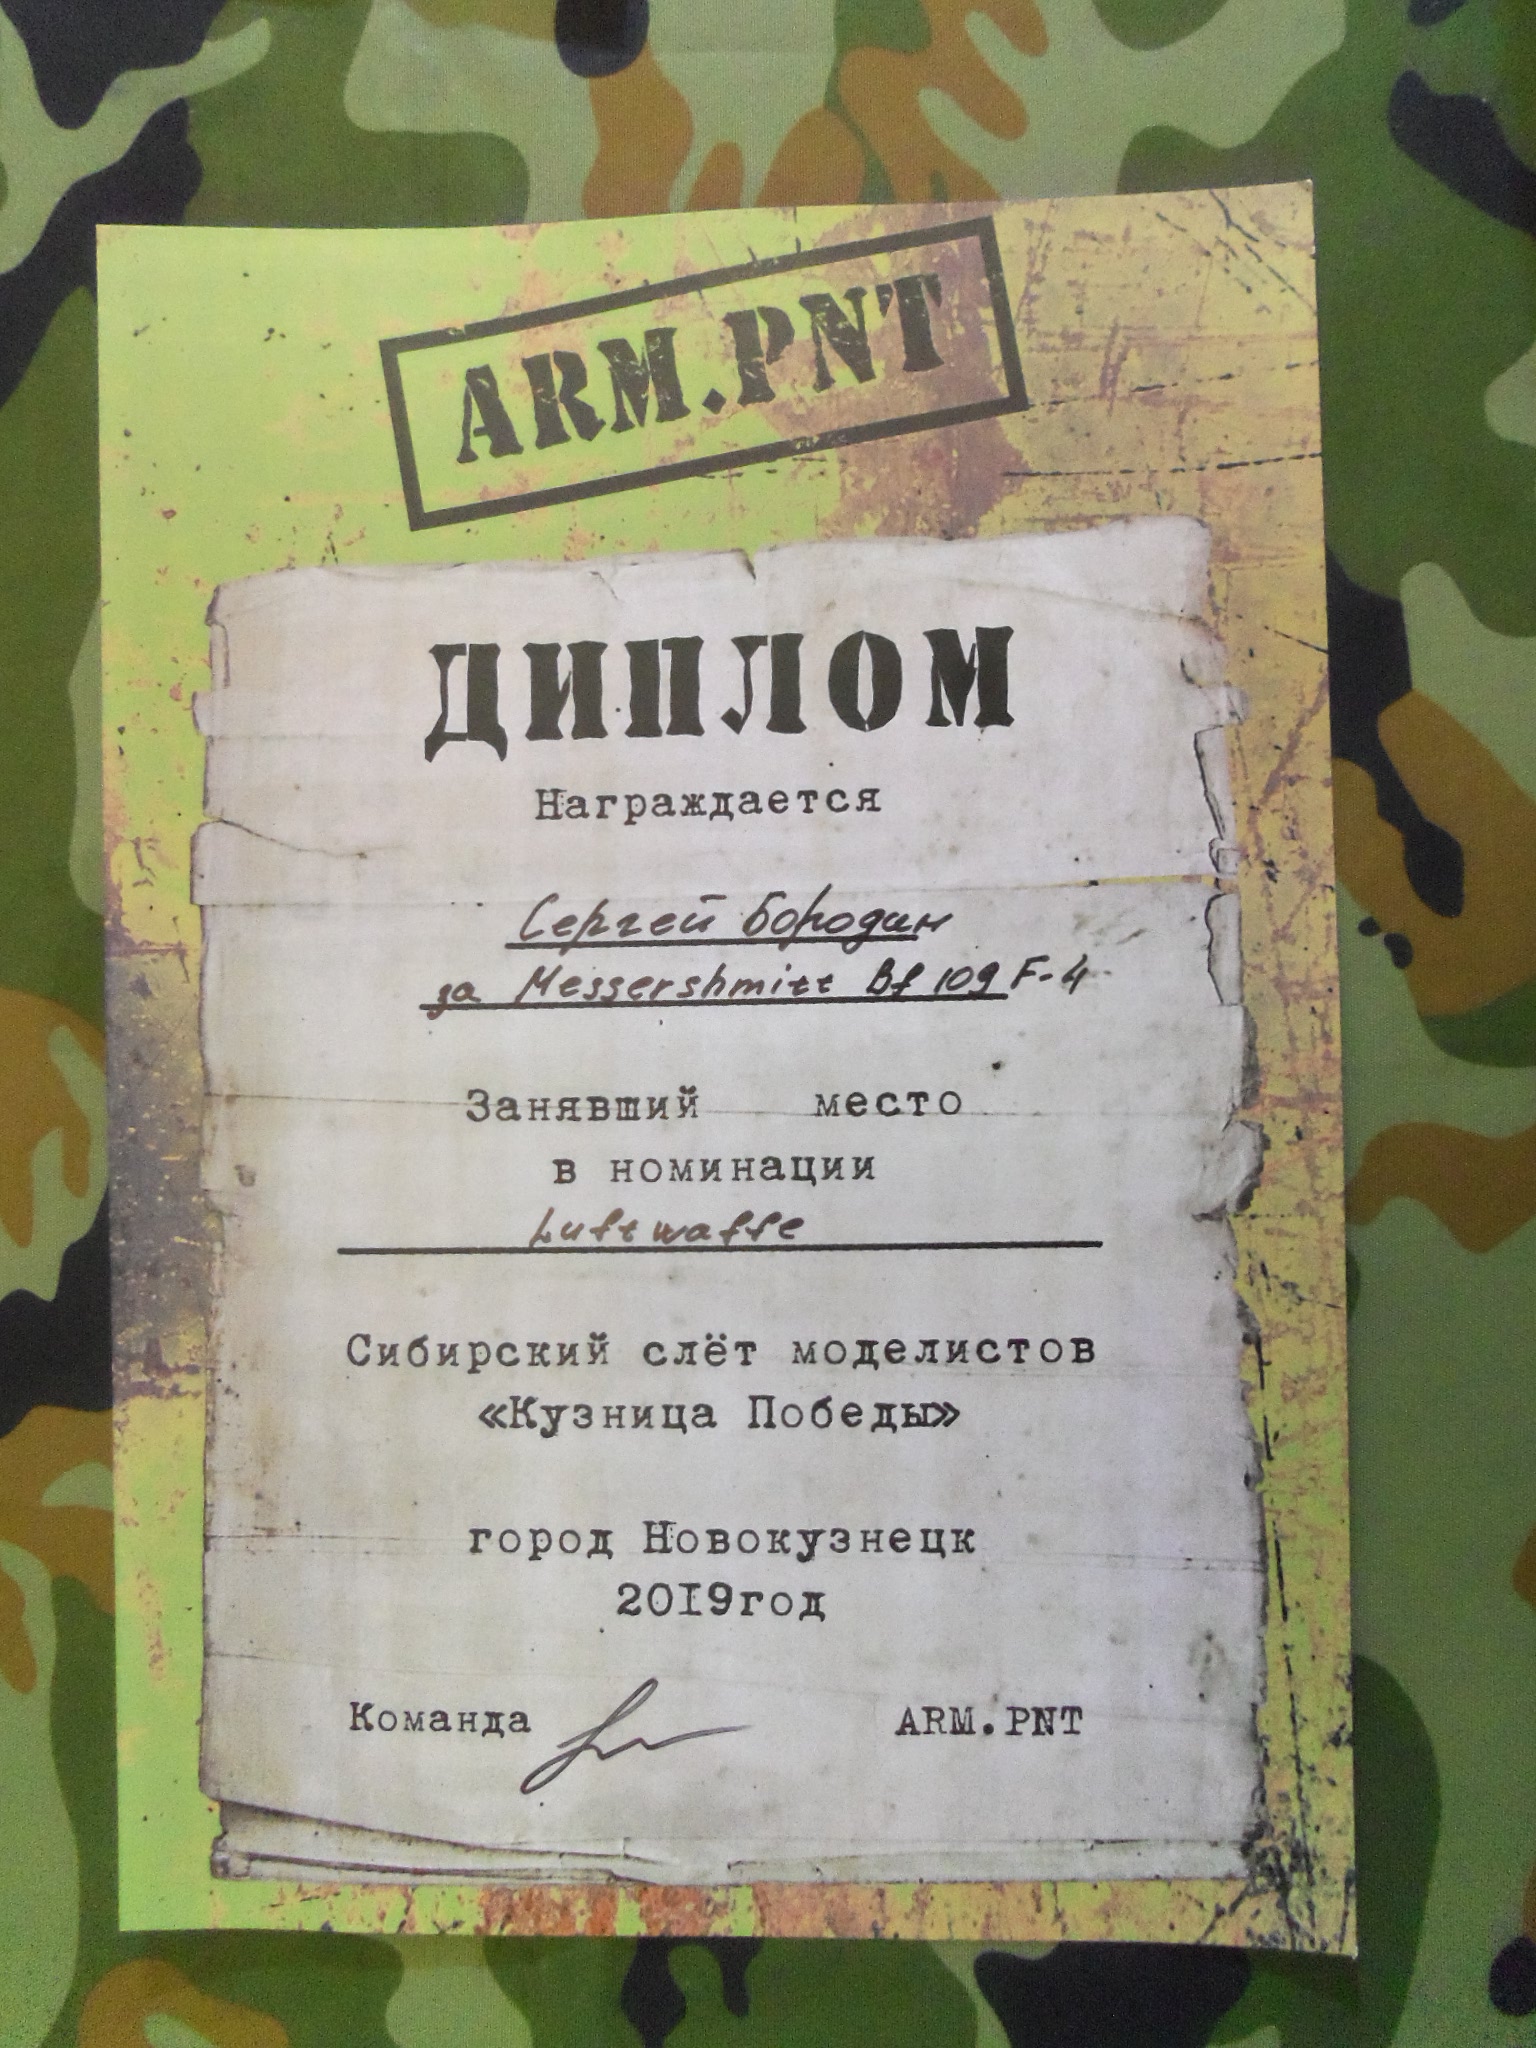 ARM.PNT
ДИПЛОМ
Награждается
Сергей Бородин
за Messershmitt Bf 109 F-4
Занявший место
в номинации
Luftwaffe
Сибирский слёт моделистов
«Кузница Победы»
город Новокузнецк
2019год
Команда ARM.PNT